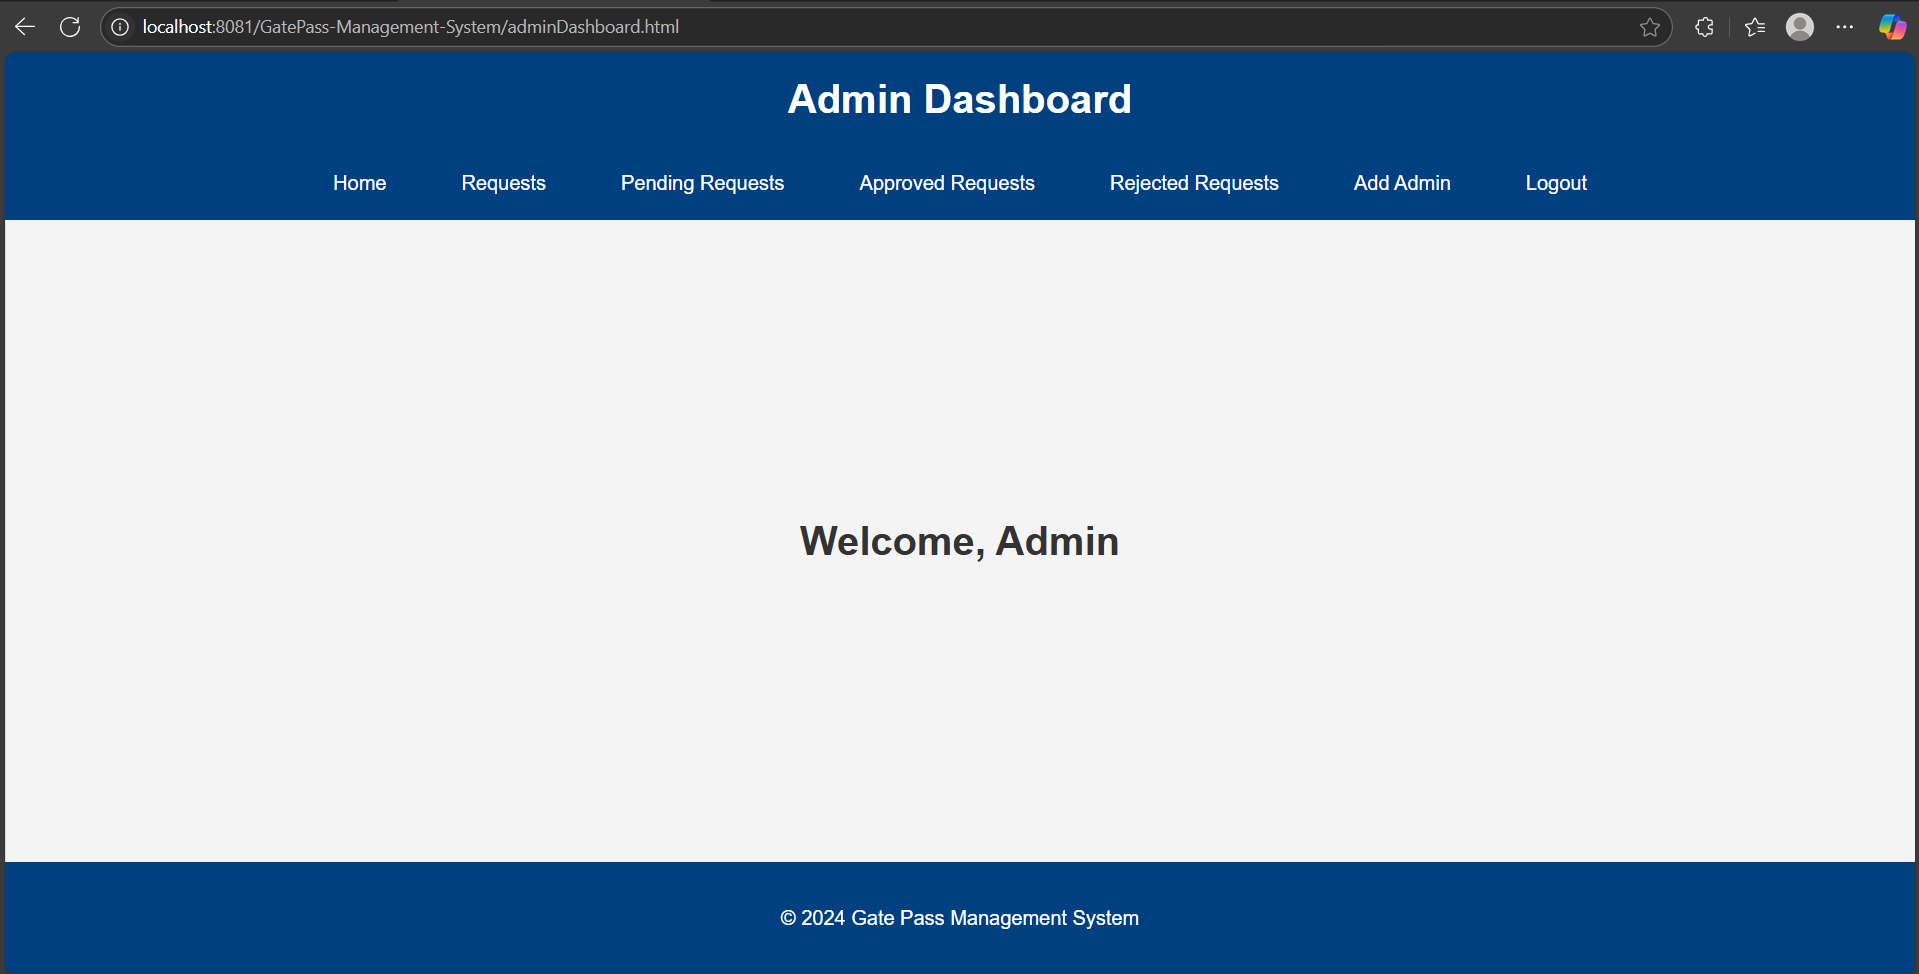 localhost:8081/GatePass-Management-System/adminDashboard.html
Admin Dashboard
Home Requests Pending Requests Approved Requests Rejected Requests Add Admin Logout
Welcome, Admin
© 2024 Gate Pass Management System